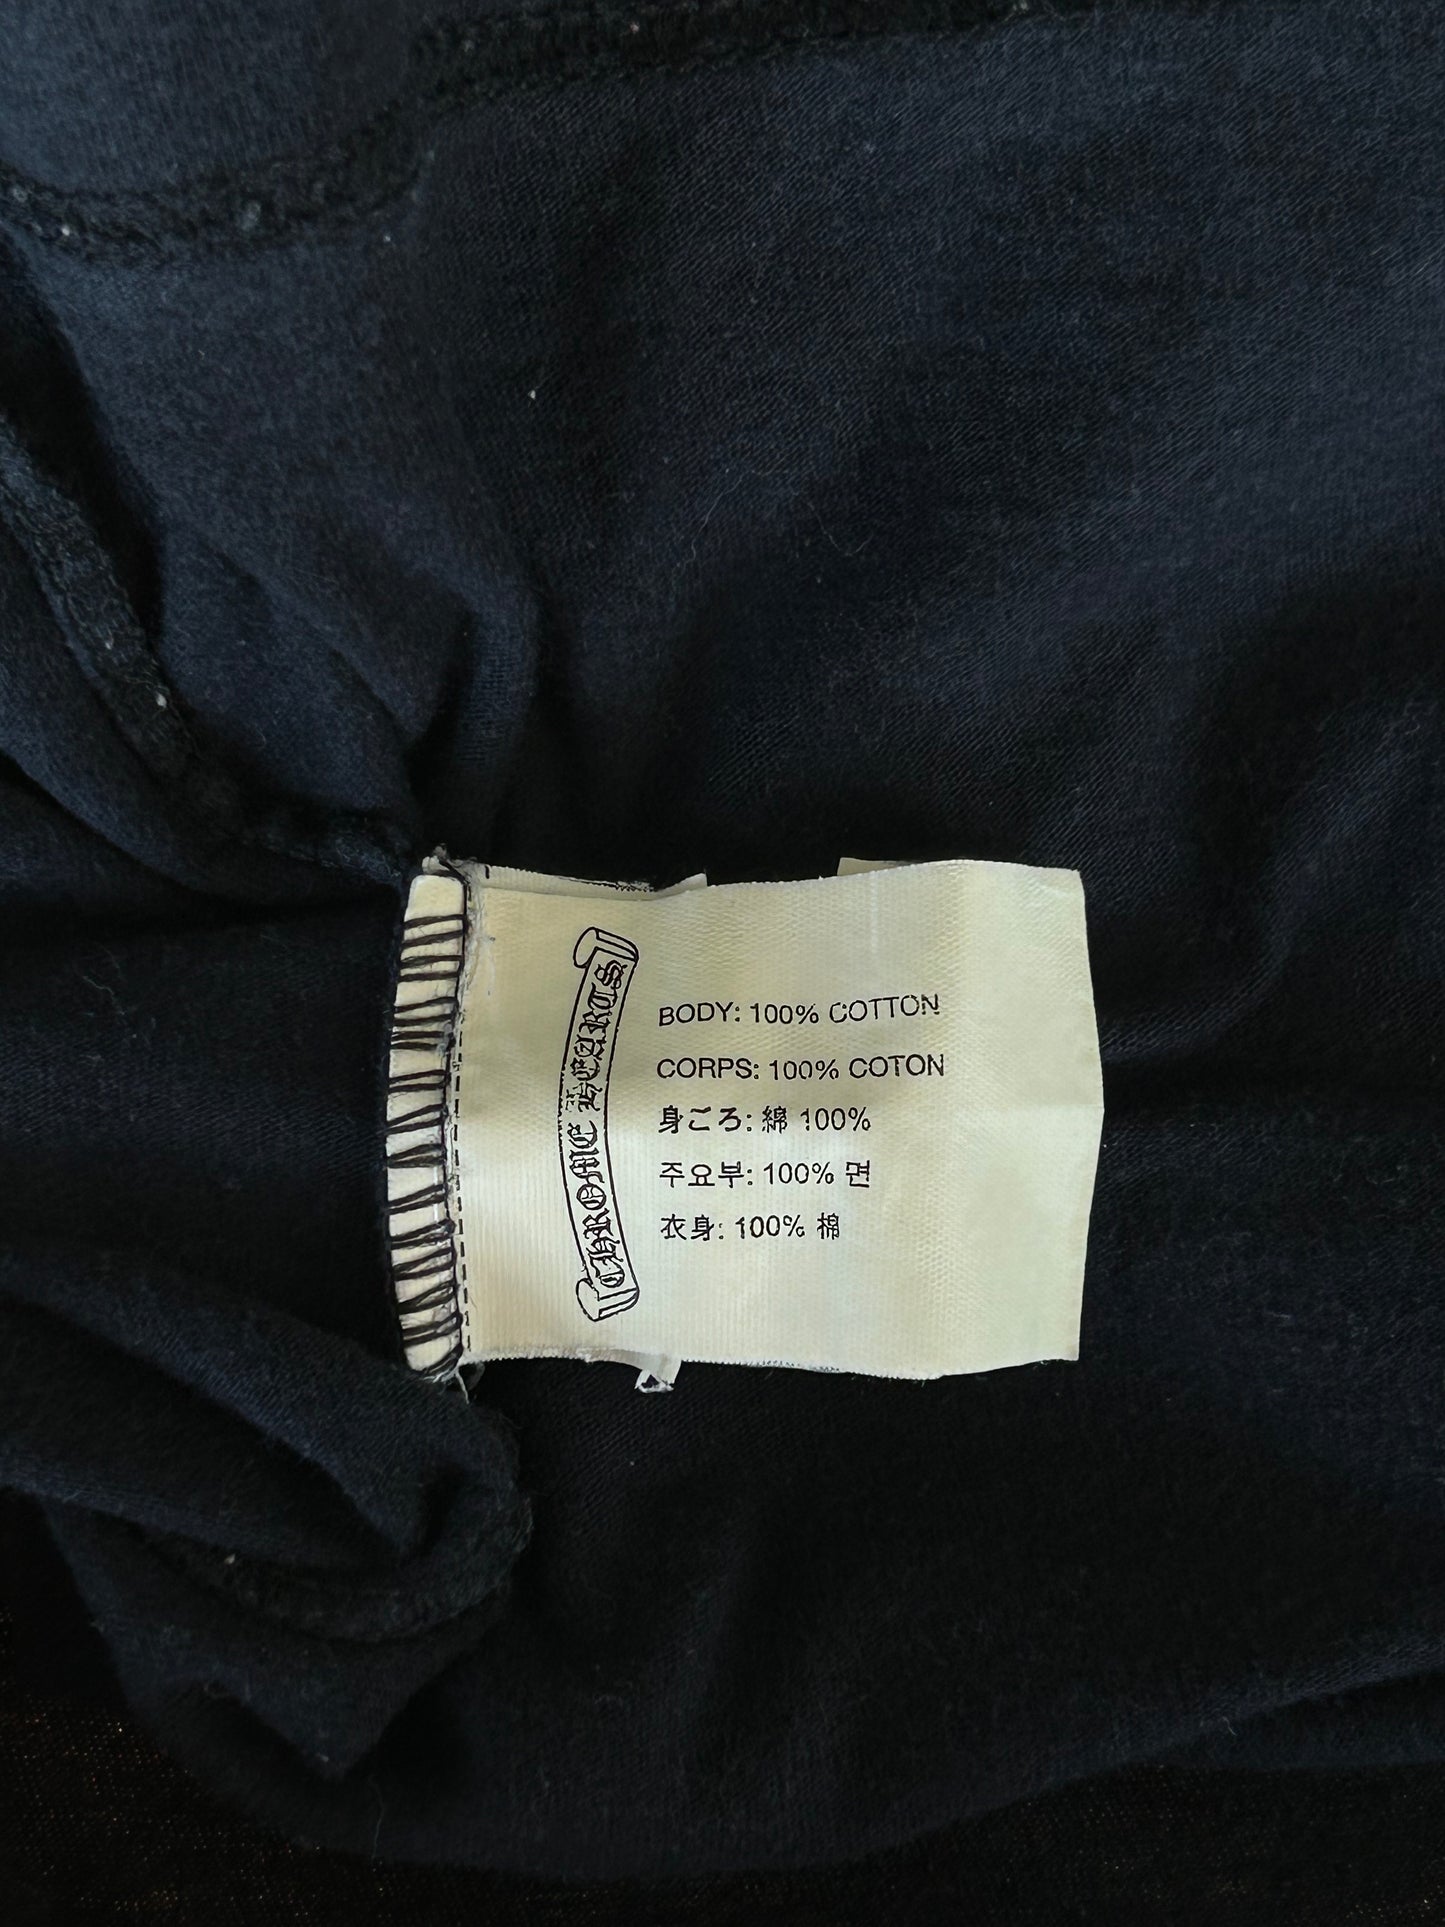 CHROME HEARTS
BODY: 100% COTTON
CORPS: 100% COTON
身ごろ: 綿 100%
주요부: 100% 면
衣身: 100% 棉